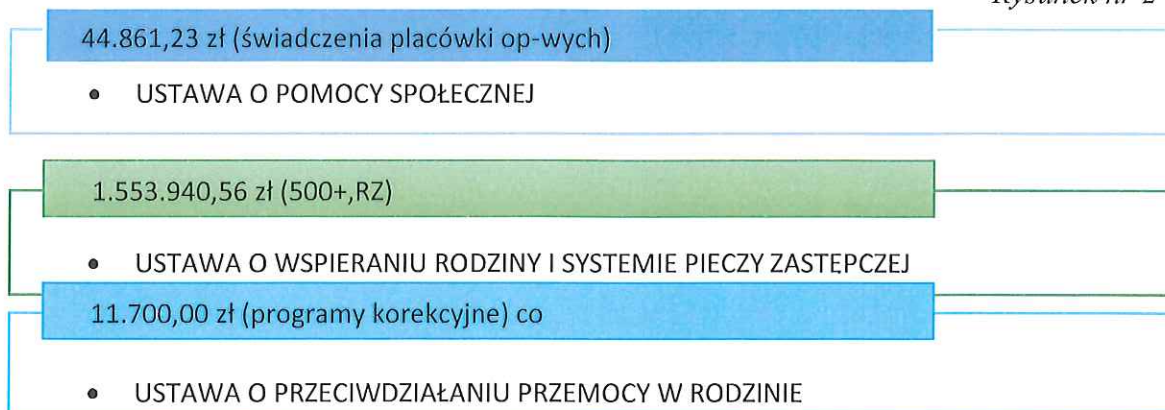 Rysunek nr 2
44.861,23 zł (świadczenia placówki op-wych)
• USTAWA O POMOCY SPOŁECZNEJ
1.553.940,56 zł (500+,RZ)
• USTAWA O WSPIERANIU RODZINY I SYSTEMIE PIECZY ZASTĘPCZEJ
11.700,00 zł (programy korekcyjne) co
• USTAWA O PRZECIWDZIAŁANIU PRZEMOCY W RODZINIE